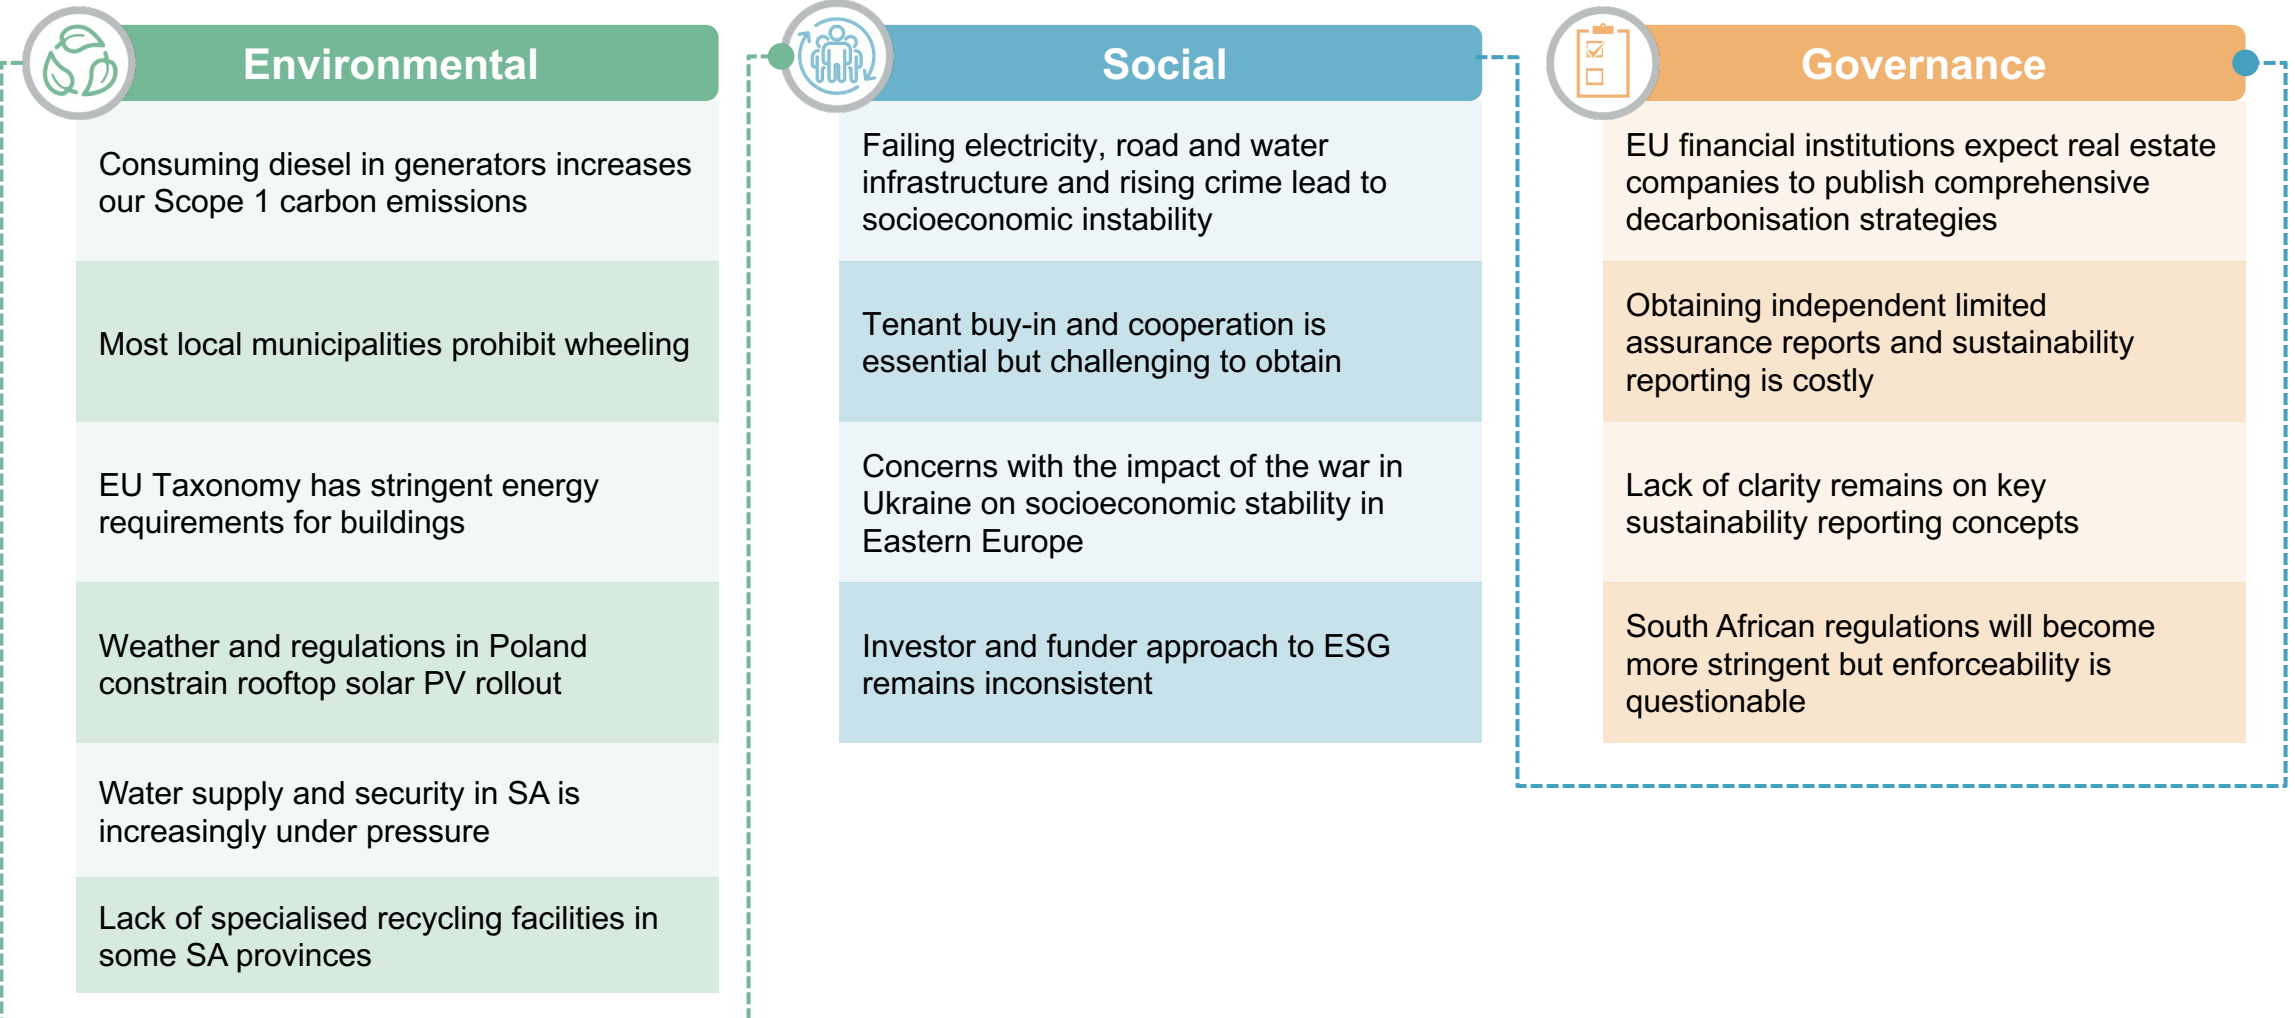 Environmental
Consuming diesel in generators increases
our Scope 1 carbon emissions
Most local municipalities prohibit wheeling
EU Taxonomy has stringent energy
requirements for buildings
Weather and regulations in Poland
constrain rooftop solar PV rollout
Water supply and security in SA is
increasingly under pressure
Lack of specialised recycling facilities in
some SA provinces
Social
Failing electricity, road and water
infrastructure and rising crime lead to
socioeconomic instability
Tenant buy-in and cooperation is
essential but challenging to obtain
Concerns with the impact of the war in
Ukraine on socioeconomic stability in
Eastern Europe
Investor and funder approach to ESG
remains inconsistent
Governance
EU financial institutions expect real estate
companies to publish comprehensive
decarbonisation strategies
Obtaining independent limited
assurance reports and sustainability
reporting is costly
Lack of clarity remains on key
sustainability reporting concepts
South African regulations will become
more stringent but enforceability is
questionable